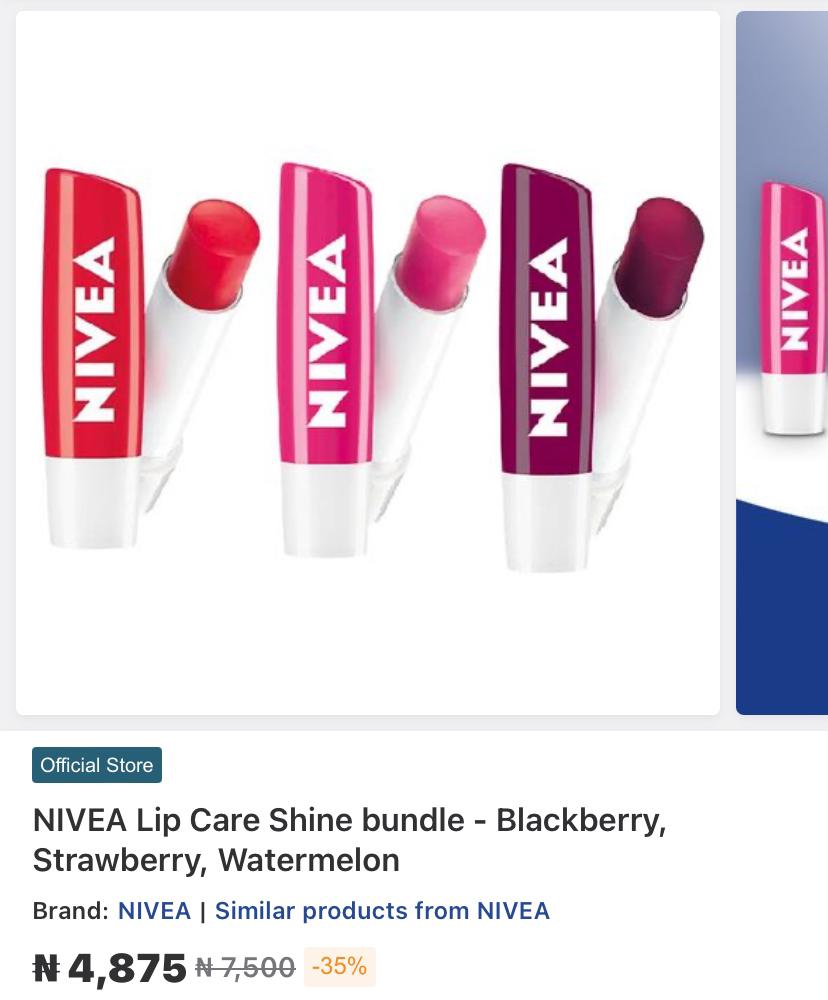 NIVEA
NIVEA
NIVEA
NIVEA
Official Store
NIVEA Lip Care Shine bundle - Blackberry,
Strawberry, Watermelon
Brand: NIVEA | Similar products from NIVEA
₦ 4,875 ₦ 7,500 -35%